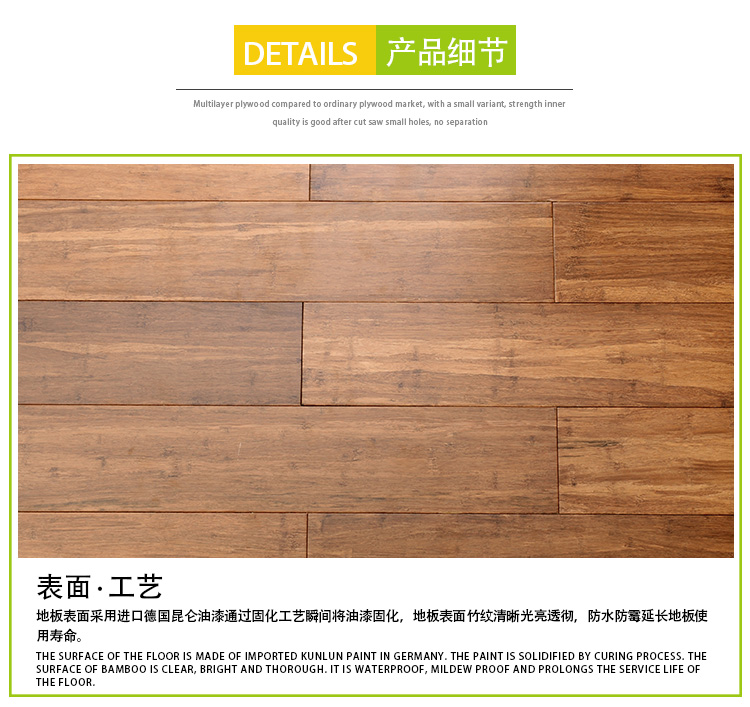 DETAILS 产品细节
Multilayer plywood compared to ordinary plywood market, with a small variant, strength inner
quality is good after cut saw small holes, no separation
表面·工艺
地板表面采用进口德国昆仑油漆通过固化工艺瞬间将油漆固化，地板表面竹纹清晰光亮透彻，防水防霉延长地板使
用寿命。
THE SURFACE OF THE FLOOR IS MADE OF IMPORTED KUNLUN PAINT IN GERMANY. THE PAINT IS SOLIDIFIED BY CURING PROCESS. THE
SURFACE OF BAMBOO IS CLEAR, BRIGHT AND THOROUGH. IT IS WATERPROOF, MILDEW PROOF AND PROLONGS THE SERVICE LIFE OF
THE FLOOR.